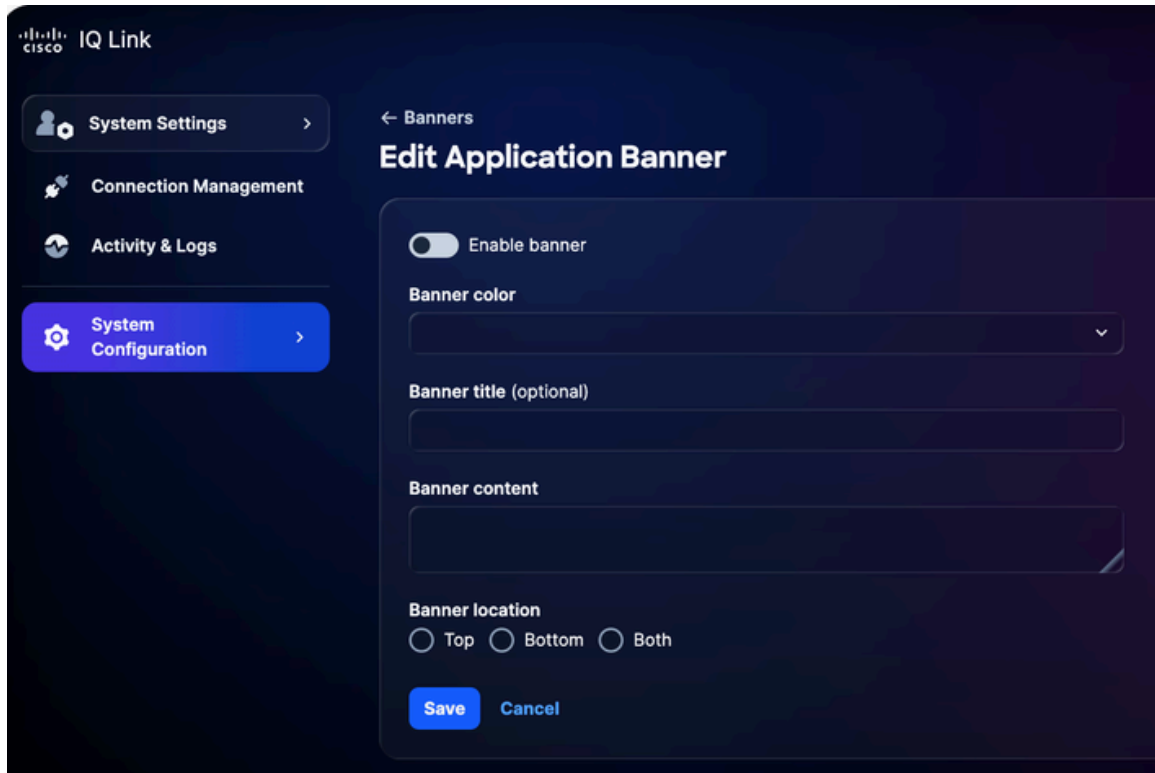 cisco IQ Link
System Settings
Connection Management
Activity & Logs
System
Configuration
← Banners
Edit Application Banner
Enable banner
Banner color
Banner title (optional)
Banner content
Banner location
Top Bottom Both
Save Cancel